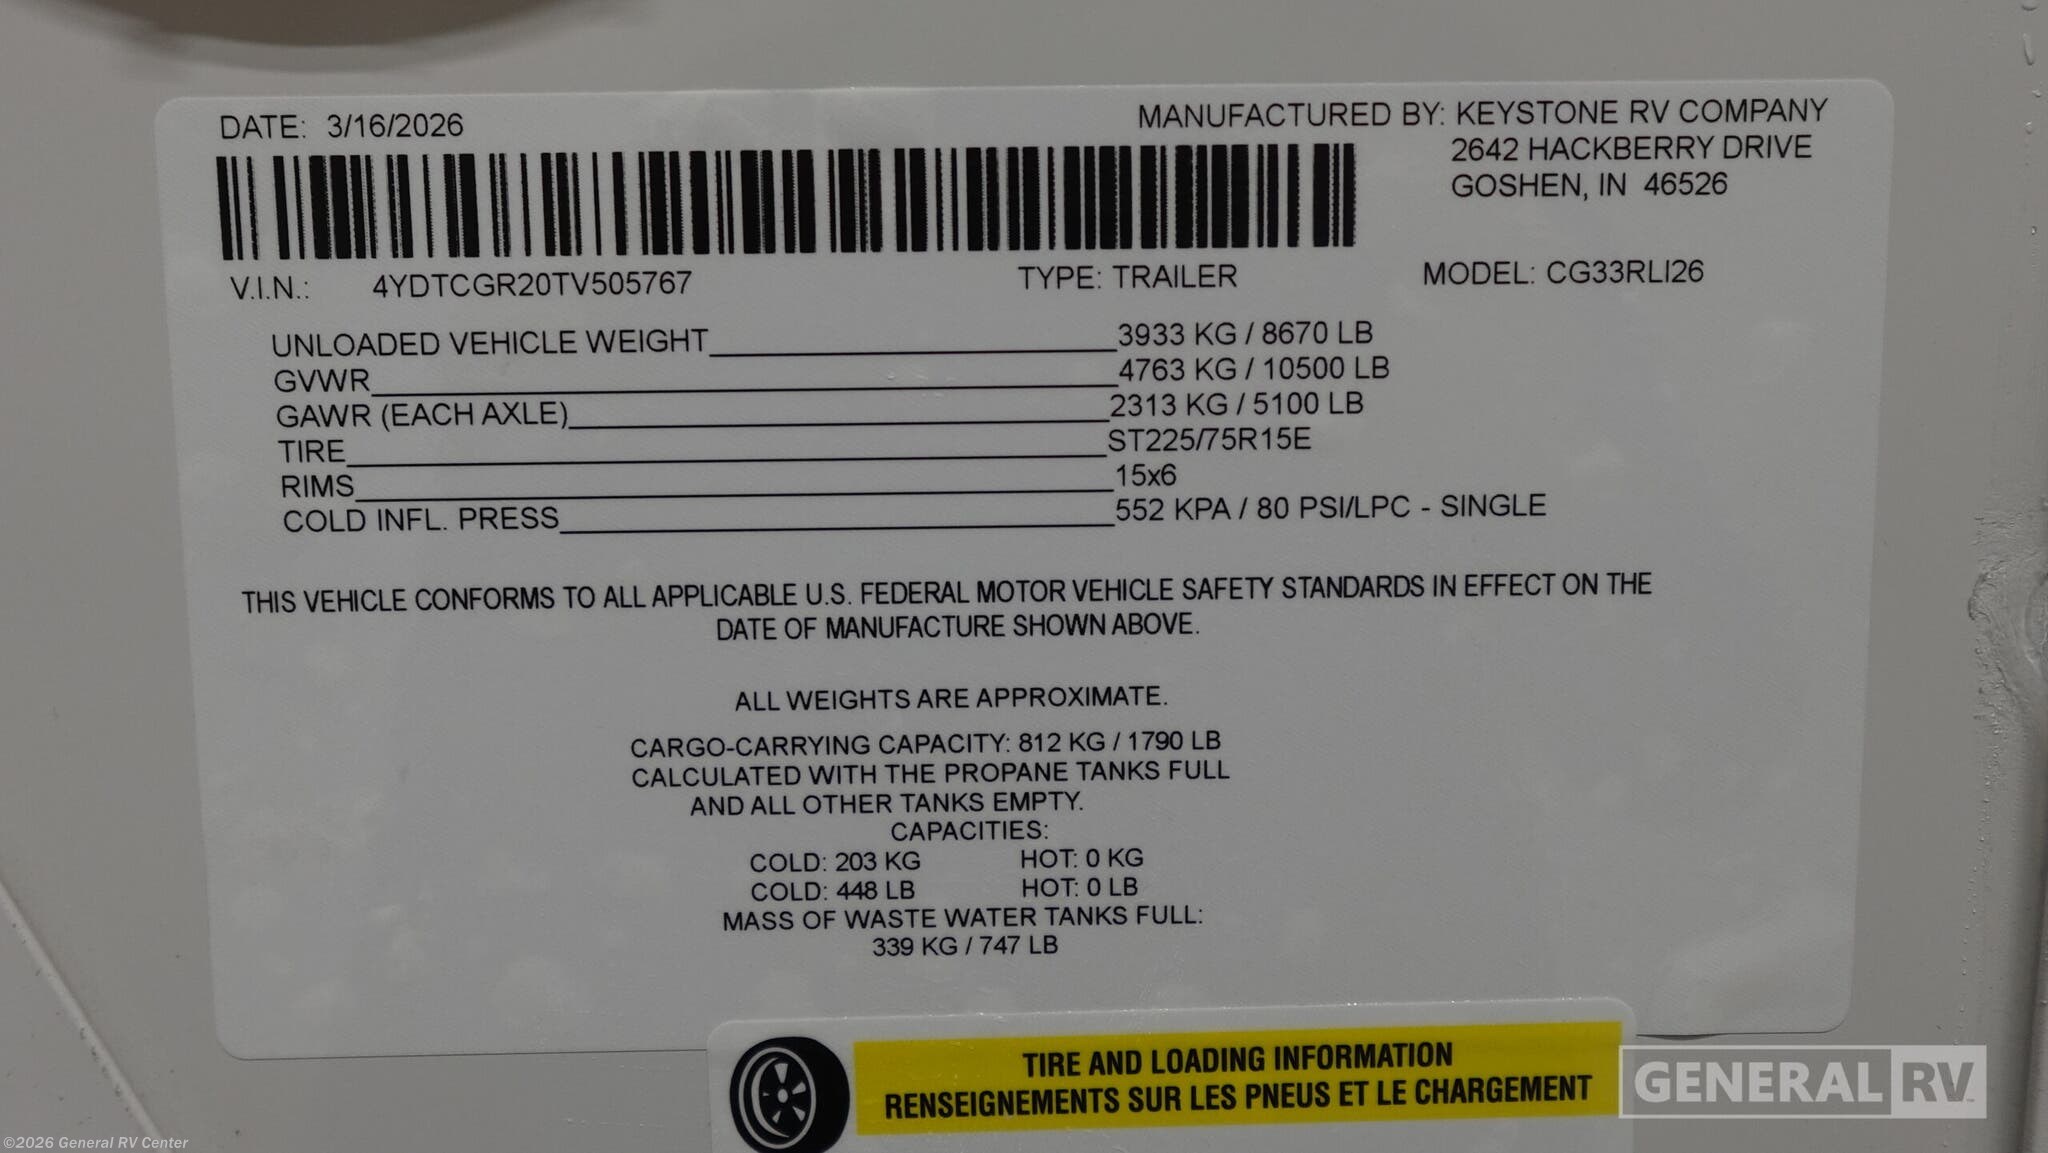 DATE: 3/16/2026
MANUFACTURED BY: KEYSTONE RV COMPANY
2642 HACKBERRY DRIVE
GOSHEN, IN 46526
V.I.N.: 4YDTCGR20TV505767 TYPE: TRAILER MODEL: CG33RLI26
UNLOADED VEHICLE WEIGHT 3933 KG / 8670 LB
GVWR 4763 KG / 10500 LB
GAWR (EACH AXLE) 2313 KG / 5100 LB
TIRE ST225/75R15E
RIMS 15x6
COLD INFL. PRESS 552 KPA / 80 PSI/LPC - SINGLE
THIS VEHICLE CONFORMS TO ALL APPLICABLE U.S. FEDERAL MOTOR VEHICLE SAFETY STANDARDS IN EFFECT ON THE
DATE OF MANUFACTURE SHOWN ABOVE.
ALL WEIGHTS ARE APPROXIMATE.
CARGO-CARRYING CAPACITY: 812 KG / 1790 LB
CALCULATED WITH THE PROPANE TANKS FULL
AND ALL OTHER TANKS EMPTY.
CAPACITIES:
COLD: 203 KG HOT: 0 KG
COLD: 448 LB HOT: 0 LB
MASS OF WASTE WATER TANKS FULL:
339 KG / 747 LB
TIRE AND LOADING INFORMATION
RENSEIGNEMENTS SUR LES PNEUS ET LE CHARGEMENT
GENERAL RV
©2026 General RV Center